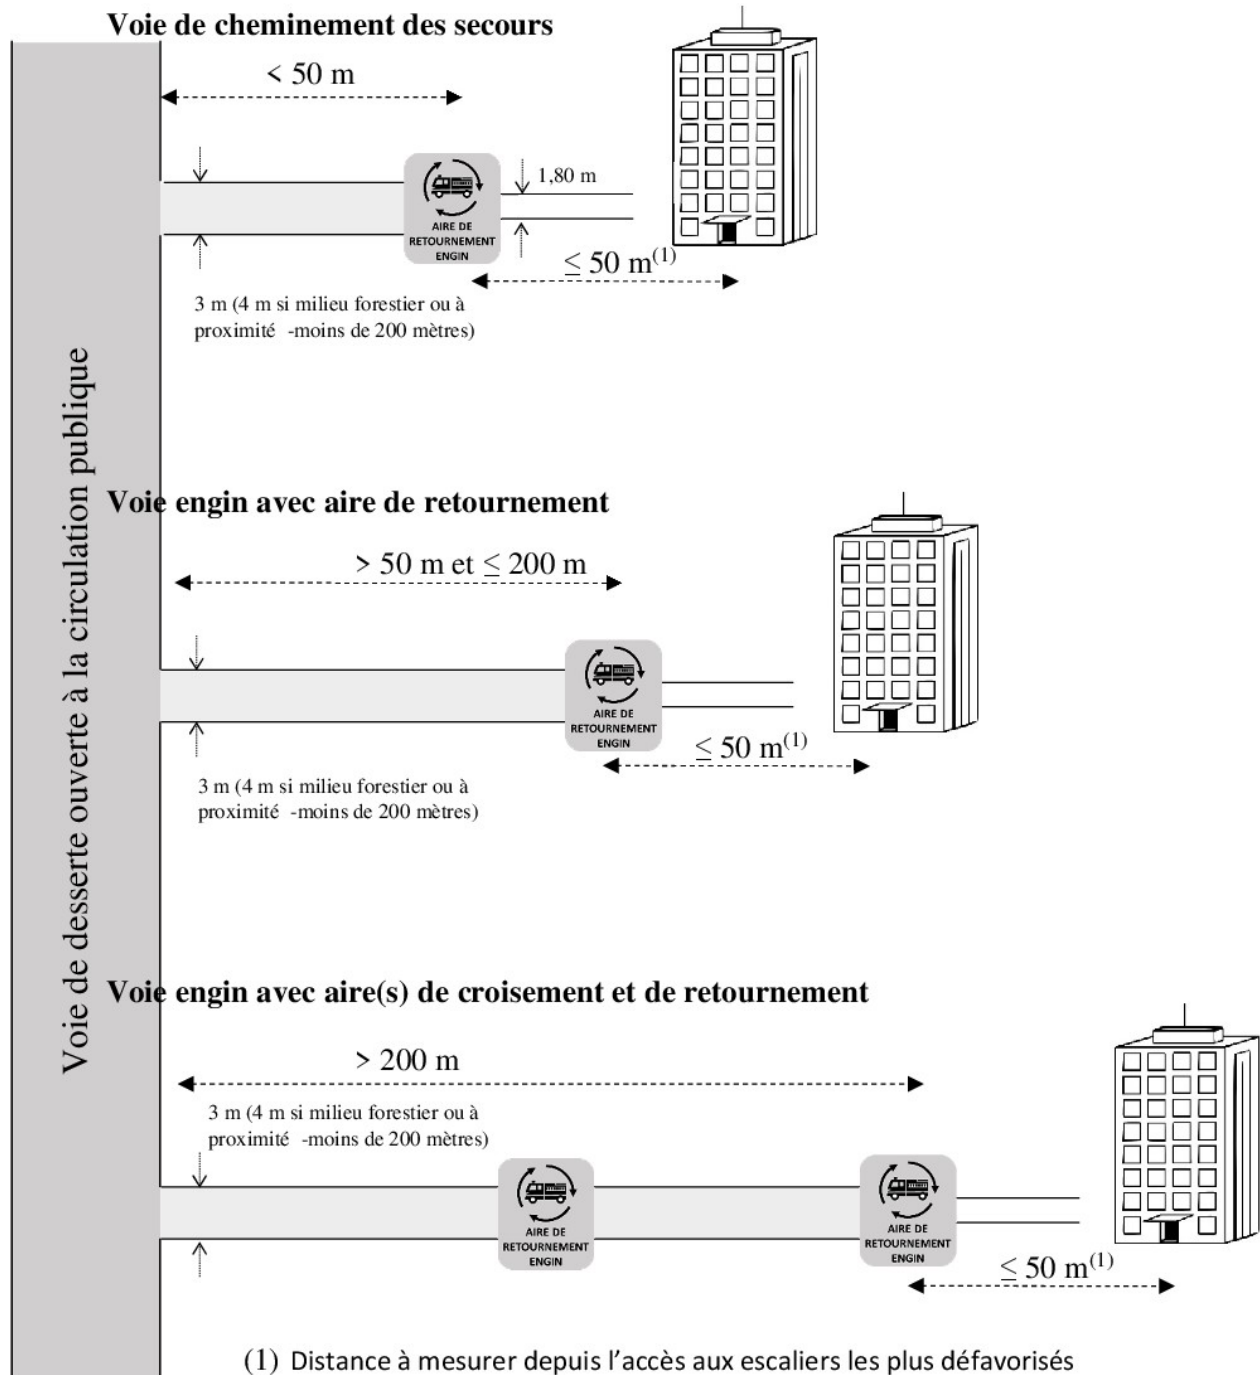 Voie de cheminement des secours
< 50 m
1,80 m
AIRE DE
RETOURNEMENT
ENGIN
≤ 50 m(1)
3 m (4 m si milieu forestier ou à
proximité -moins de 200 mètres)
Voie de desserte ouverte à la circulation publique
Voie engin avec aire de retournement
> 50 m et ≤ 200 m
AIRE DE
RETOURNEMENT
ENGIN
≤ 50 m(1)
3 m (4 m si milieu forestier ou à
proximité -moins de 200 mètres)
Voie engin avec aire(s) de croisement et de retournement
> 200 m
3 m (4 m si milieu forestier ou à
proximité -moins de 200 mètres)
AIRE DE
RETOURNEMENT
ENGIN
AIRE DE
RETOURNEMENT
ENGIN
≤ 50 m(1)
(1) Distance à mesurer depuis l'accès aux escaliers les plus défavorisés